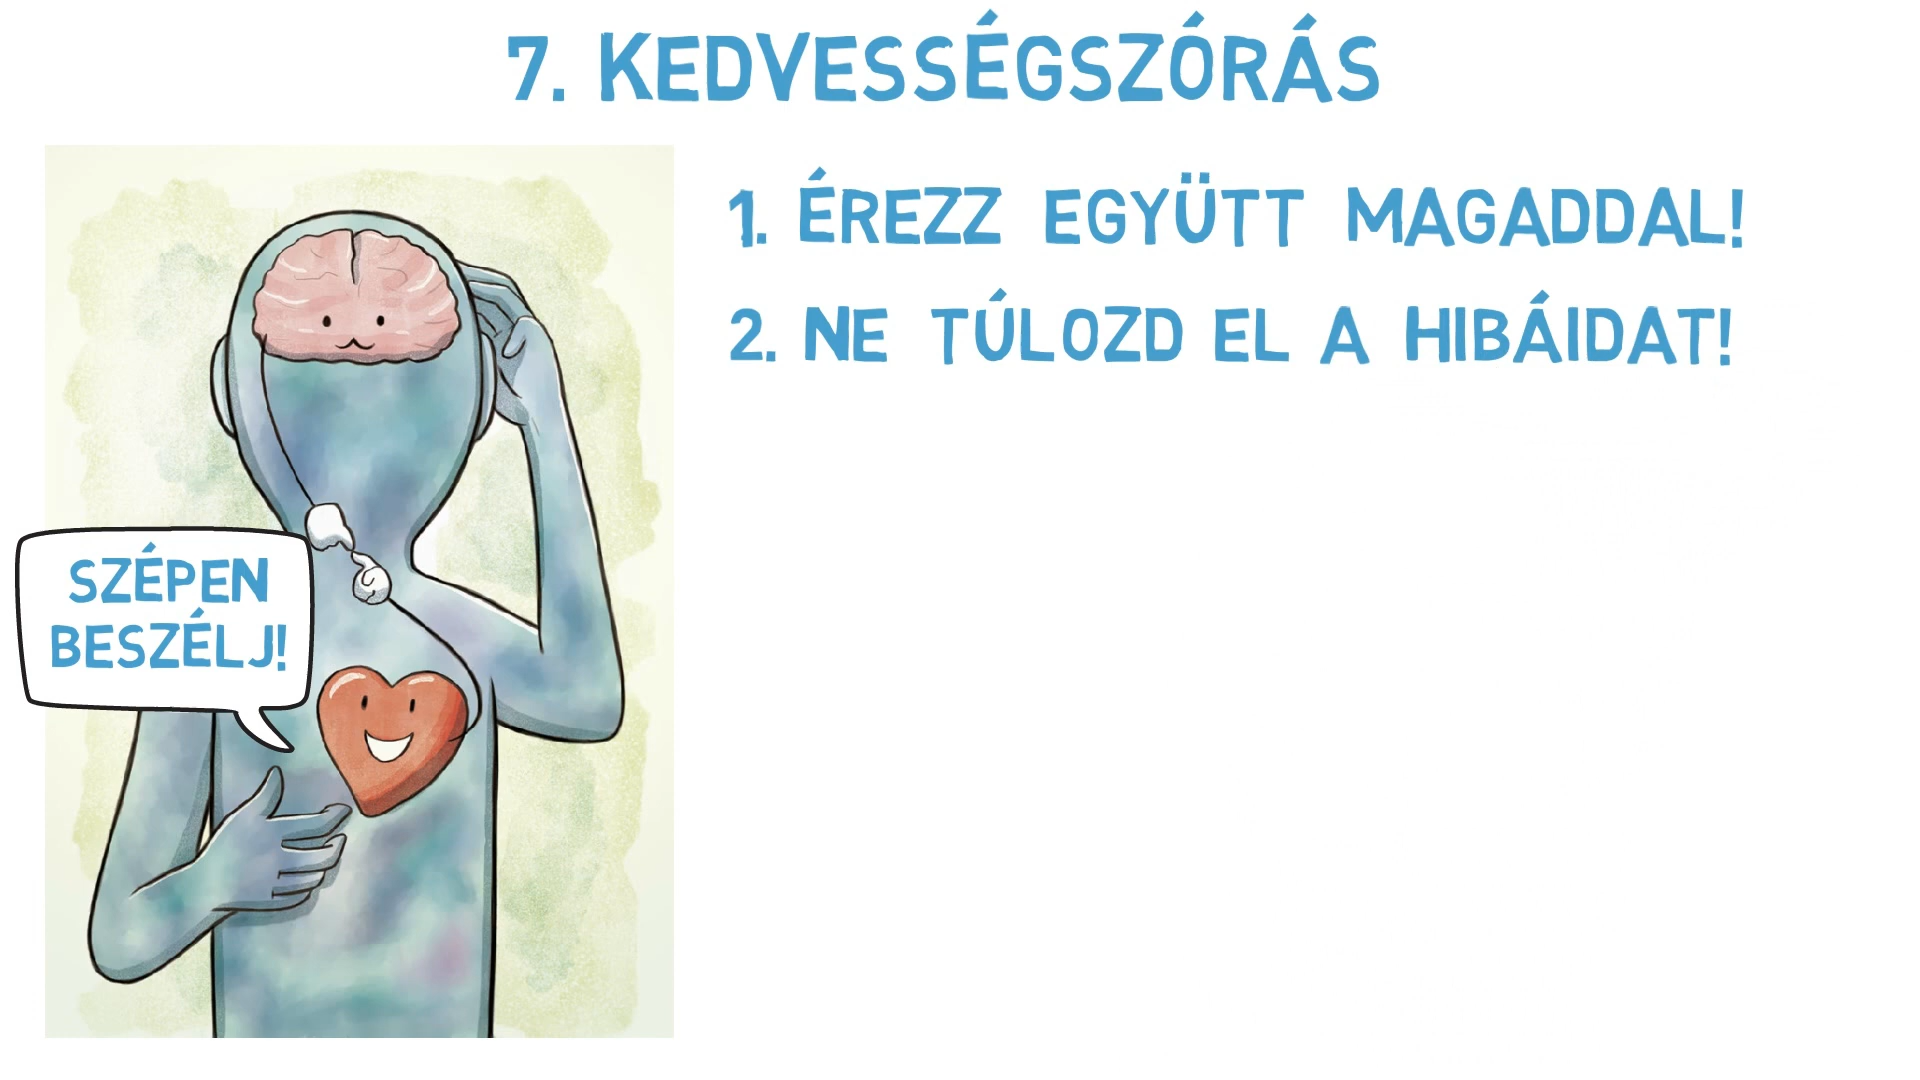 7. KEDVESSÉGSZÓRÁS
1. ÉREZZ EGYÜTT MAGADDAL!
2. NE TÚLOZD EL A HIBÁIDAT!
SZÉPEN
BESZÉLJ!